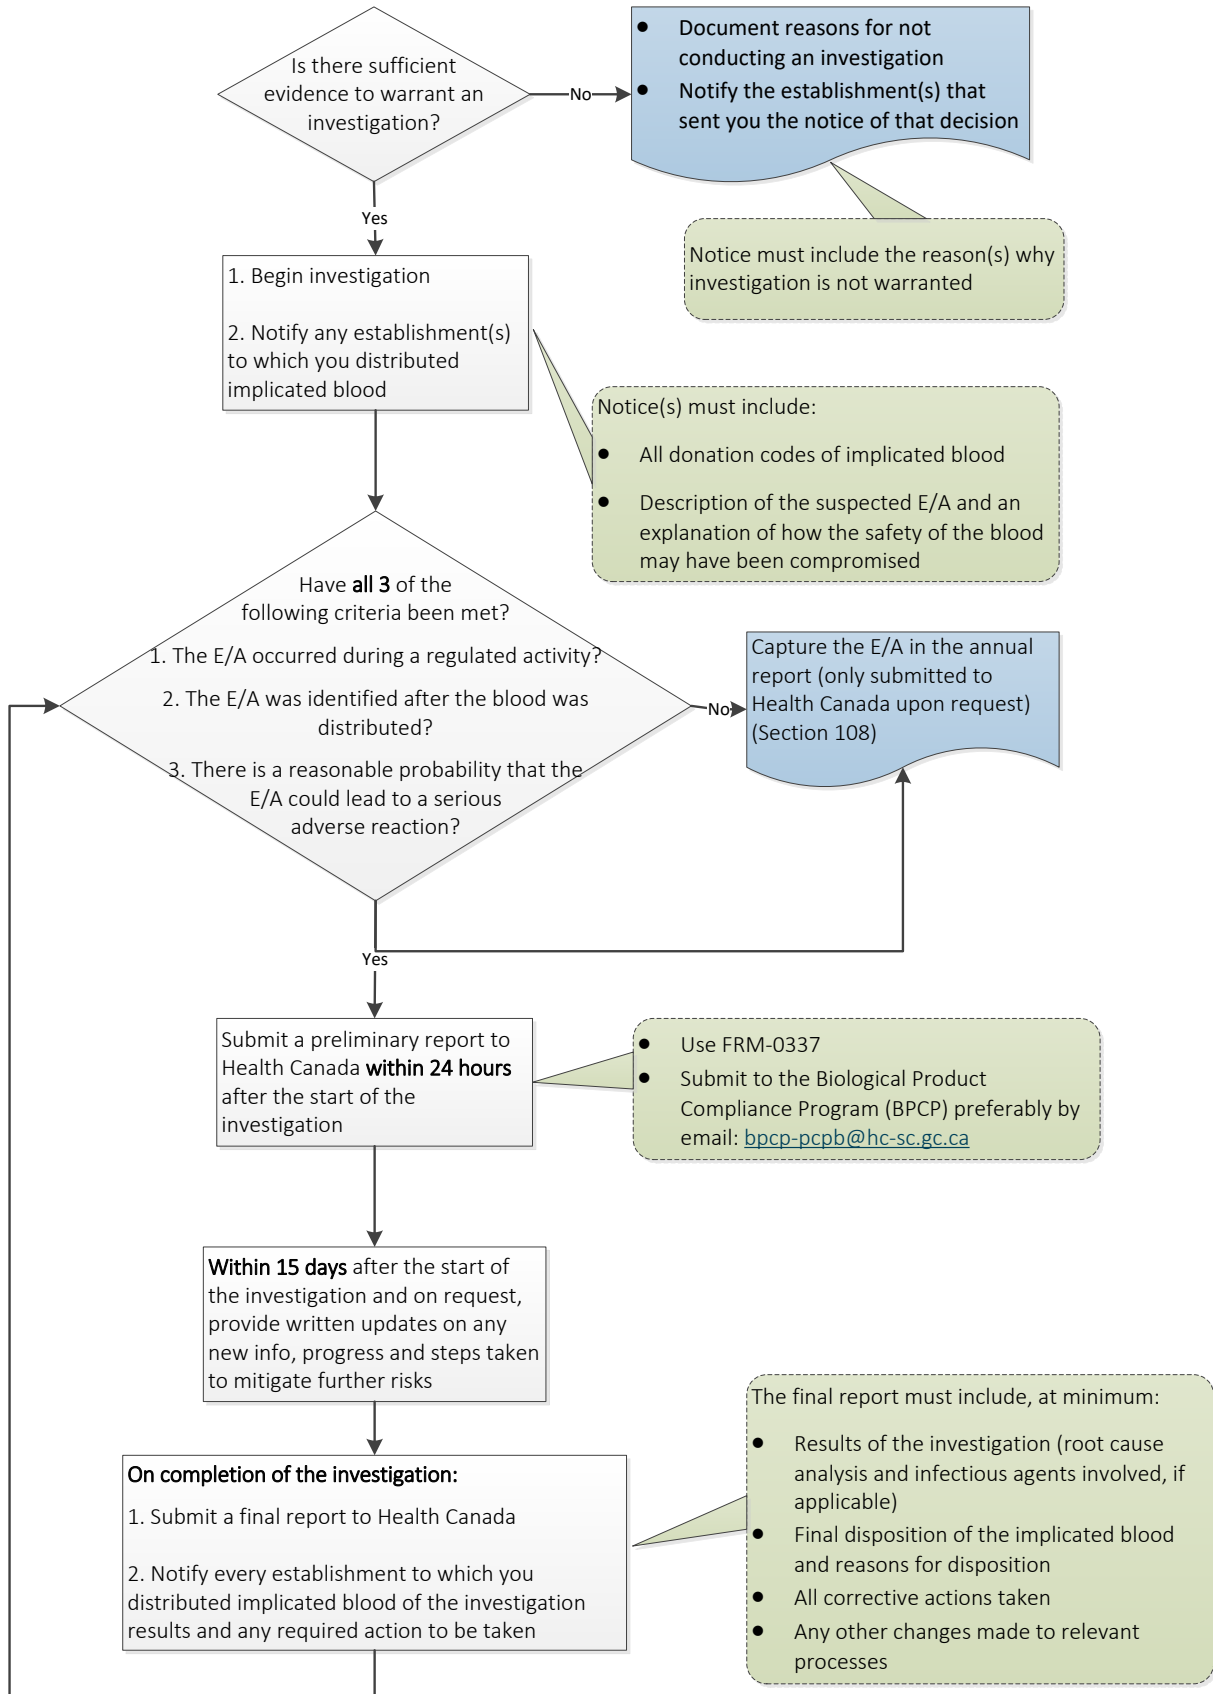 Is there sufficient
evidence to warrant an
investigation?
No
● Document reasons for not
conducting an investigation
● Notify the establishment(s) that
sent you the notice of that decision
Notice must include the reason(s) why
investigation is not warranted
Yes
1. Begin investigation
2. Notify any establishment(s)
to which you distributed
implicated blood
Notice(s) must include:
● All donation codes of implicated blood
● Description of the suspected E/A and an
explanation of how the safety of the blood
may have been compromised
Have all 3 of the
following criteria been met?
1. The E/A occurred during a regulated activity?
2. The E/A was identified after the blood was
distributed?
3. There is a reasonable probability that the
E/A could lead to a serious
adverse reaction?
No
Capture the E/A in the annual
report (only submitted to
Health Canada upon request)
(Section 108)
Yes
Submit a preliminary report to
Health Canada within 24 hours
after the start of the
investigation
● Use FRM-0337
● Submit to the Biological Product
Compliance Program (BPCP) preferably by
email: bpcp-pcpb@hc-sc.gc.ca
Within 15 days after the start of
the investigation and on request,
provide written updates on any
new info, progress and steps taken
to mitigate further risks
On completion of the investigation:
1. Submit a final report to Health Canada
2. Notify every establishment to which you
distributed implicated blood of the investigation
results and any required action to be taken
The final report must include, at minimum:
● Results of the investigation (root cause
analysis and infectious agents involved, if
applicable)
● Final disposition of the implicated blood
and reasons for disposition
● All corrective actions taken
● Any other changes made to relevant
processes